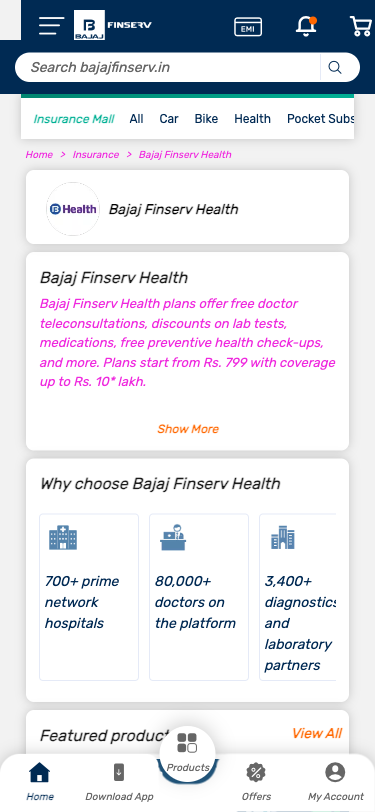 BAJAJ FINSERV
EMI
Search bajajfinserv.in
Insurance Mall All Car Bike Health Pocket Subs
Home > Insurance > Bajaj Finserv Health
Health Bajaj Finserv Health
Bajaj Finserv Health
Bajaj Finserv Health plans offer free doctor
teleconsultations, discounts on lab tests,
medications, free preventive health check-ups,
and more. Plans start from Rs. 799 with coverage
up to Rs. 10* lakh.
Show More
Why choose Bajaj Finserv Health
700+ prime
network
hospitals
80,000+
doctors on
the platform
3,400+
diagnostics
and
laboratory
partners
Featured product
View All
Home
Download App
Products
Offers
My Account